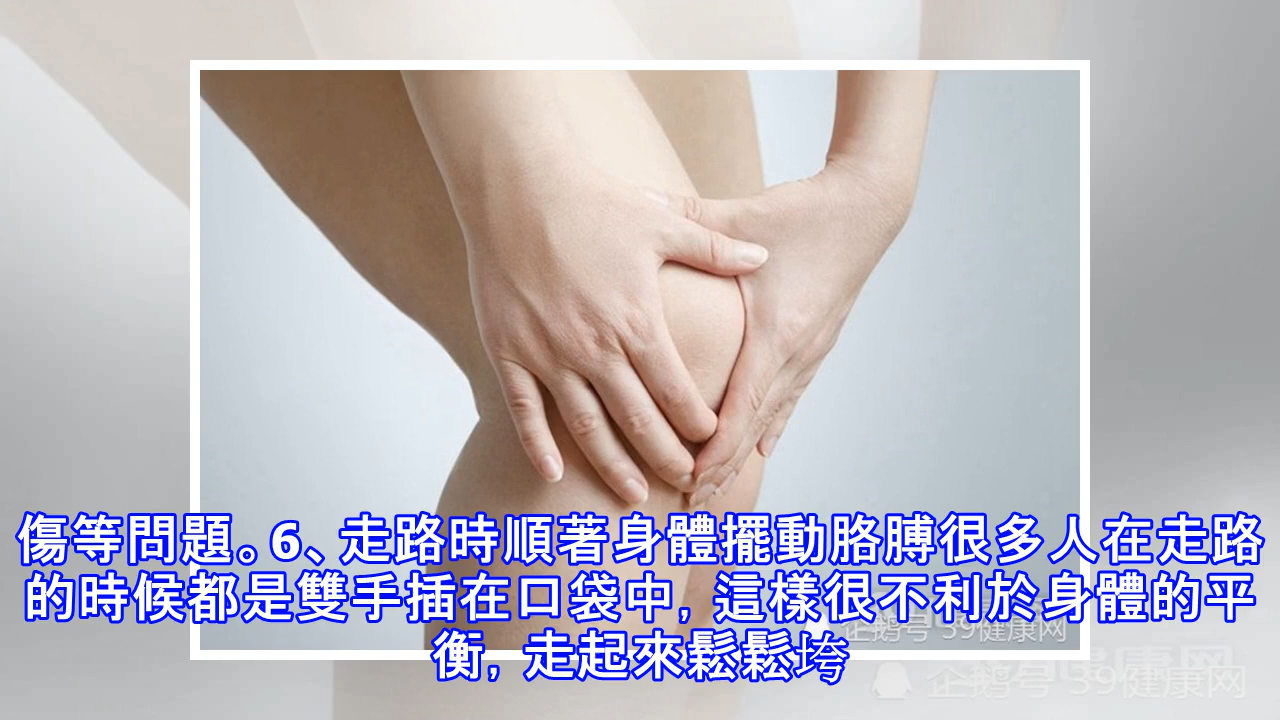 傷等問題。6、走路時順著身體擺動胳膊很多人在走路
的時候都是雙手插在口袋中，這樣很不利於身體的平
衡，走起來鬆鬆垮
企鹅号 39健康网
企鹅号 39健康网